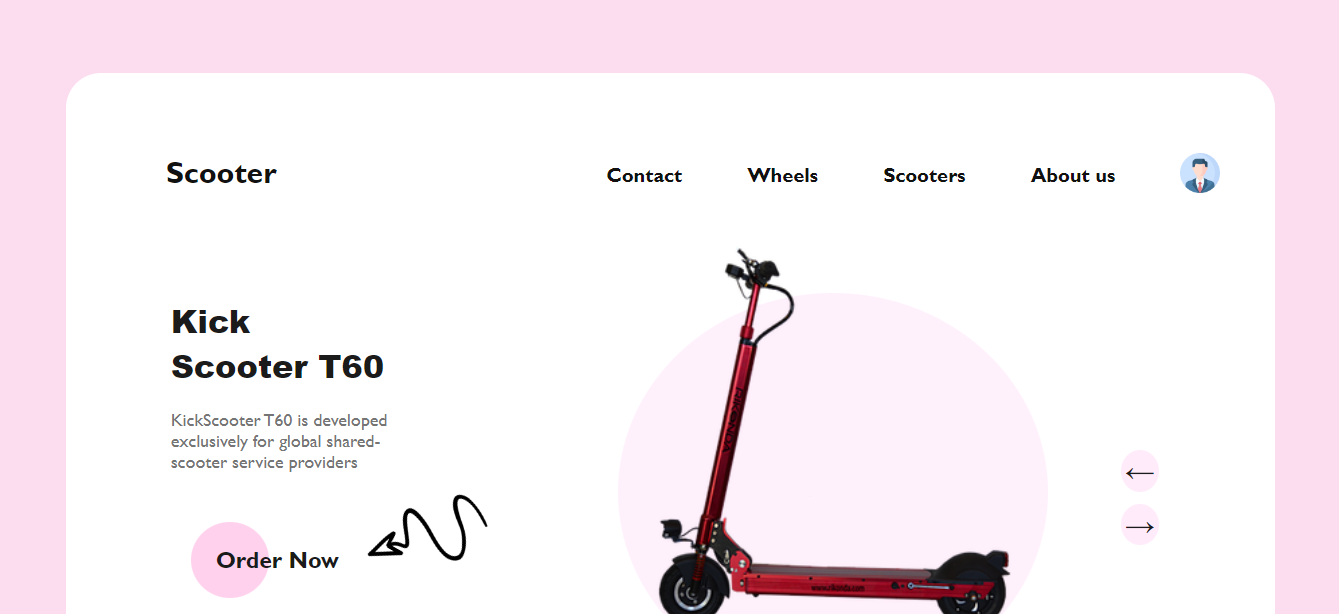 Scooter
Contact
Wheels
Scooters
About us
Kick
Scooter T60
KickScooter T60 is developed
exclusively for global shared-
scooter service providers
Order Now